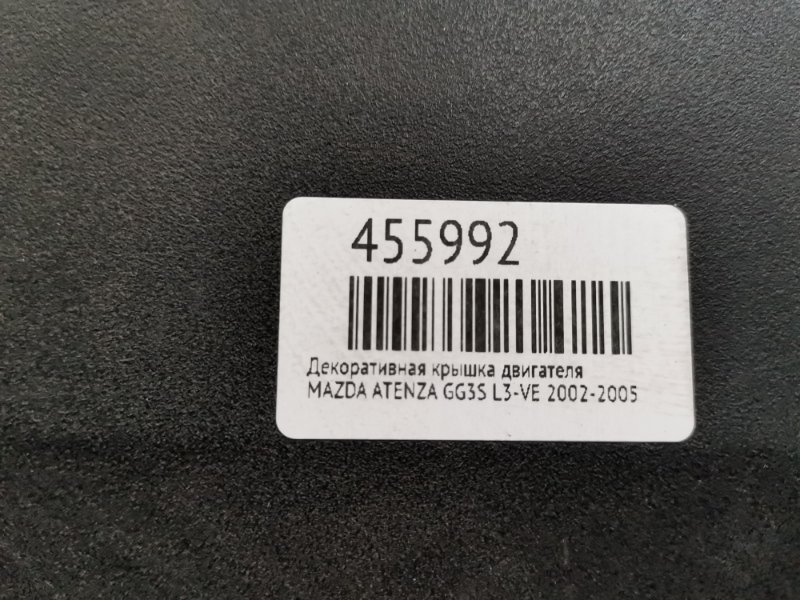 455992
Декоративная крышка двигателя
MAZDA ATENZA GG3S L3-VE 2002-2005